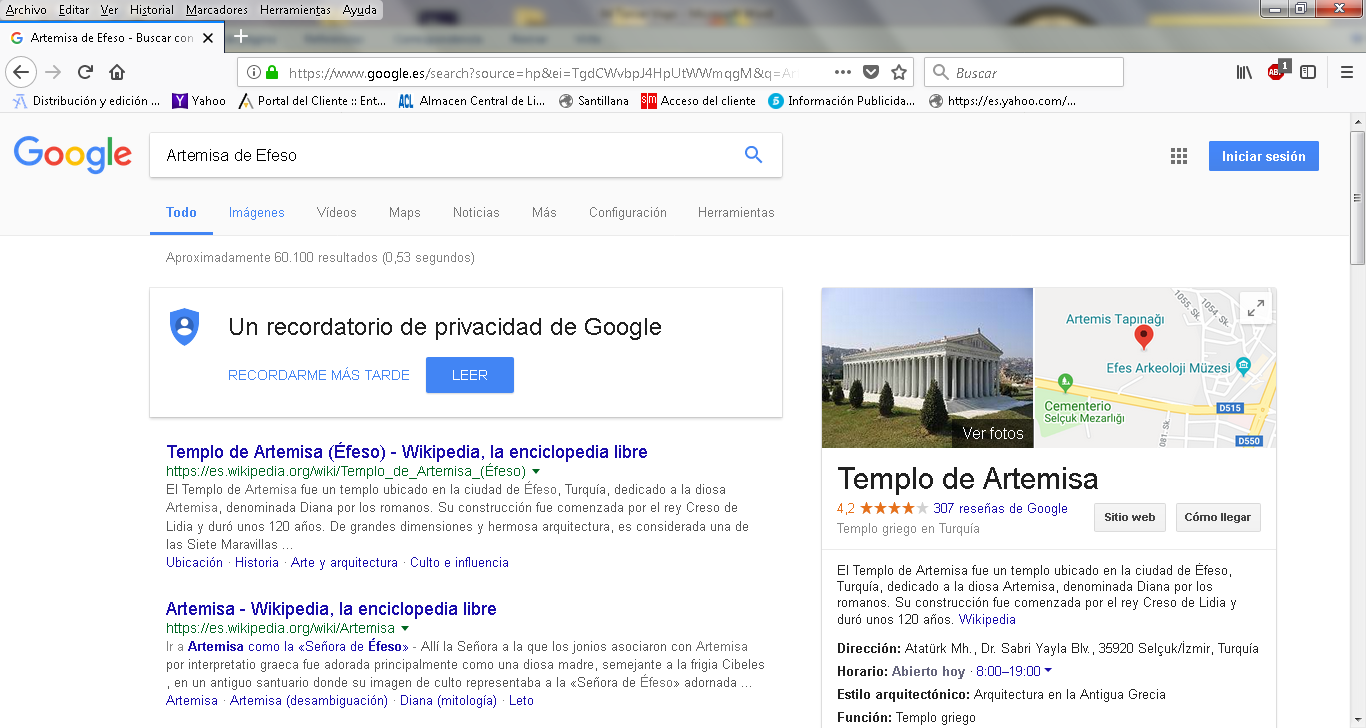 Archivo Editar Ver Historial Marcadores Herramientas Ayuda
Artemisa de Efeso - Buscar con
https://www.google.es/search?source=hp&ei=TgdCWvbpJ4HpUtWWmqgM&q=Ar
Buscar
1
Distribución y edición ... Yahoo Portal del Cliente :: Ent... Almacen Central de Li... Santillana Acceso del cliente Información Publicida... https://es.yahoo.com/...
Google
Artemisa de Efeso
Iniciar sesión
Todo Imágenes Vídeos Maps Noticias Más Configuración Herramientas
Aproximadamente 60.100 resultados (0,53 segundos)
Un recordatorio de privacidad de Google
RECORDARME MÁS TARDE LEER
Templo de Artemisa (Éfeso) - Wikipedia, la enciclopedia libre
https://es.wikipedia.org/wiki/Templo_de_Artemisa_(Éfeso)
El Templo de Artemisa fue un templo ubicado en la ciudad de Éfeso, Turquía, dedicado a la diosa
Artemisa, denominada Diana por los romanos. Su construcción fue comenzada por el rey Creso de
Lidia y duró unos 120 años. De grandes dimensiones y hermosa arquitectura, es considerada una de
las Siete Maravillas ...
Ubicación · Historia · Arte y arquitectura · Culto e influencia
Artemisa - Wikipedia, la enciclopedia libre
https://es.wikipedia.org/wiki/Artemisa
Ir a Artemisa como la «Señora de Éfeso» - Allí la Señora a la que los jonios asociaron con Artemisa
por interpretatio graeca fue adorada principalmente como una diosa madre, semejante a la frigia Cibeles
, en un antiguo santuario donde su imagen de culto representaba a la «Señora de Éfeso» adornada ...
Artemisa · Artemisa (desambiguación) · Diana (mitología) · Leto
Ver fotos
1055. Sk.
1054. Sk.
Artemis Tapınağı
Efes Arkeoloji Müzesi
Cementerio
Selçuk Mezarlığı
081. Sk.
D515
D550
Templo de Artemisa
4,2 307 reseñas de Google
Templo griego en Turquía
Sitio web Cómo llegar
El Templo de Artemisa fue un templo ubicado en la ciudad de Éfeso,
Turquía, dedicado a la diosa Artemisa, denominada Diana por los
romanos. Su construcción fue comenzada por el rey Creso de Lidia y
duró unos 120 años. Wikipedia
Dirección: Atatürk Mh., Dr. Sabri Yayla Blv., 35920 Selçuk/İzmir, Turquía
Horario: Abierto hoy · 8:00–19:00
Estilo arquitectónico: Arquitectura en la Antigua Grecia
Función: Templo griego